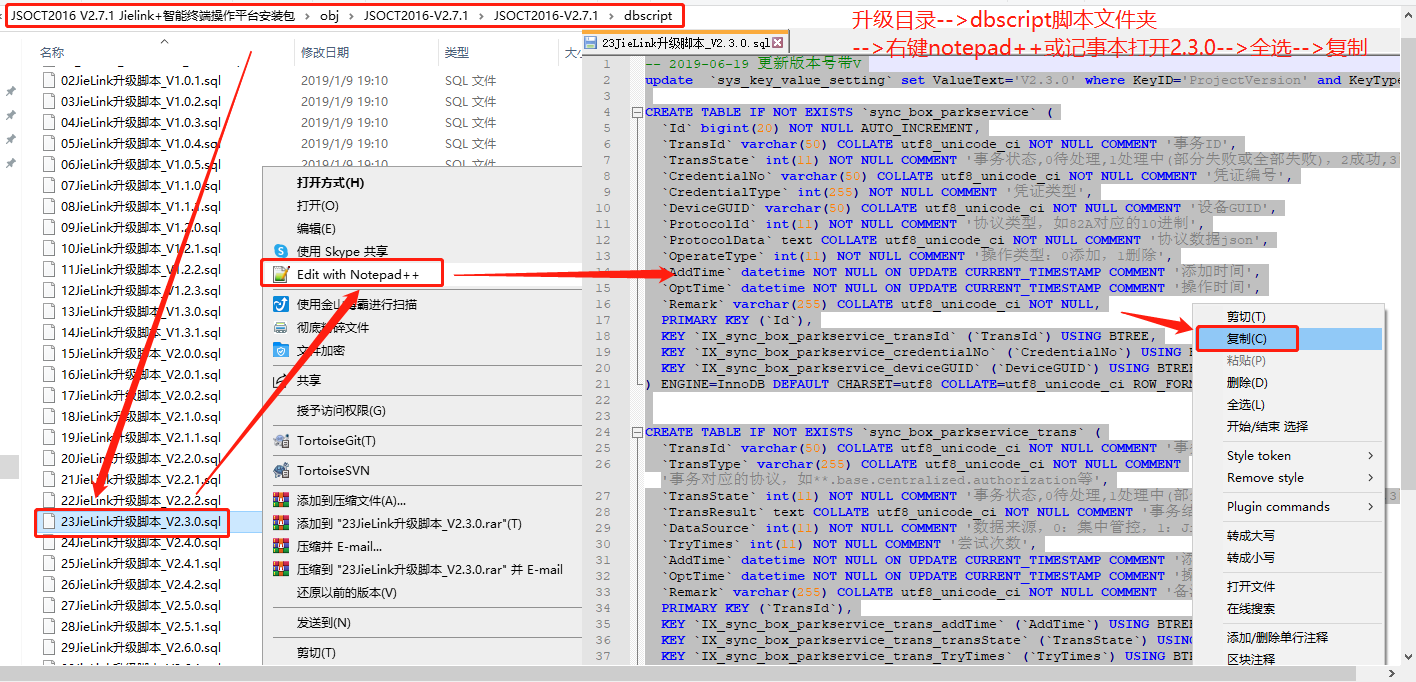 JSOCT2016 V2.7.1 Jielink+智能终端操作平台安装包 › obj › JSOCT2016-V2.7.1 › JSOCT2016-V2.7.1 › dbscript
升级目录-->dbscript脚本文件夹
-->右键notepad++或记事本打开2.3.0-->全选-->复制
名称 修改日期 类型
02JieLink升级脚本_V1.0.1.sql 2019/1/9 19:10 SQL 文件
03JieLink升级脚本_V1.0.2.sql 2019/1/9 19:10 SQL 文件
04JieLink升级脚本_V1.0.3.sql 2019/1/9 19:10 SQL 文件
05JieLink升级脚本_V1.0.4.sql 2019/1/9 19:10 SQL 文件
06JieLink升级脚本_V1.0.5.sql 2019/1/9 19:10 SQL 文件
07JieLink升级脚本_V1.1.0.sql
08JieLink升级脚本_V1.1.1.sql
09JieLink升级脚本_V1.2.0.sql
10JieLink升级脚本_V1.2.1.sql
11JieLink升级脚本_V1.2.2.sql
12JieLink升级脚本_V1.2.3.sql
13JieLink升级脚本_V1.3.0.sql
14JieLink升级脚本_V1.3.1.sql
15JieLink升级脚本_V2.0.0.sql
16JieLink升级脚本_V2.0.1.sql
17JieLink升级脚本_V2.0.2.sql
18JieLink升级脚本_V2.1.0.sql
19JieLink升级脚本_V2.1.1.sql
20JieLink升级脚本_V2.2.0.sql
21JieLink升级脚本_V2.2.1.sql
22JieLink升级脚本_V2.2.2.sql
23JieLink升级脚本_V2.3.0.sql
24JieLink升级脚本_V2.4.0.sql
25JieLink升级脚本_V2.4.1.sql
26JieLink升级脚本_V2.4.2.sql
27JieLink升级脚本_V2.5.0.sql
28JieLink升级脚本_V2.5.1.sql
29JieLink升级脚本_V2.6.0.sql
打开方式(H)
打开(O)
编辑(E)
使用 Skype 共享
Edit with Notepad++
使用金山毒霸进行扫描
彻底粉碎文件
文件加密
共享
授予访问权限(G)
TortoiseGit(T)
TortoiseSVN
添加到压缩文件(A)...
添加到 "23JieLink升级脚本_V2.3.0.rar"(T)
压缩并 E-mail...
压缩到 "23JieLink升级脚本_V2.3.0.rar" 并 E-mail
还原以前的版本(V)
发送到(N)
剪切(T)
23JieLink升级脚本_V2.3.0.sql
1 -- 2019-06-19 更新版本号带V
2 update `sys_key_value_setting` set ValueText='V2.3.0' where KeyID='ProjectVersion' and KeyType
3
4 CREATE TABLE IF NOT EXISTS `sync_box_parkservice` (
5 `Id` bigint(20) NOT NULL AUTO_INCREMENT,
6 `TransId` varchar(50) COLLATE utf8_unicode_ci NOT NULL COMMENT '事务ID',
7 `TransState` int(11) NOT NULL COMMENT '事务状态,0待处理,1处理中(部分失败或全部失败), 2成功,3
8 `CredentialNo` varchar(50) COLLATE utf8_unicode_ci NOT NULL COMMENT '凭证编号',
9 `CredentialType` int(255) NOT NULL COMMENT '凭证类型',
10 `DeviceGUID` varchar(50) COLLATE utf8_unicode_ci NOT NULL COMMENT '设备GUID',
11 `ProtocolId` int(11) NOT NULL COMMENT '协议类型, 如82A对应的10进制',
12 `ProtocolData` text COLLATE utf8_unicode_ci NOT NULL COMMENT '协议数据json',
13 `OperateType` int(11) NOT NULL COMMENT '操作类型: 0添加, 1删除',
14 AddTime` datetime NOT NULL ON UPDATE CURRENT_TIMESTAMP COMMENT '添加时间',
15 `OptTime` datetime NOT NULL ON UPDATE CURRENT_TIMESTAMP COMMENT '操作时间',
16 `Remark` varchar(255) COLLATE utf8_unicode_ci NOT NULL,
17 PRIMARY KEY (`Id`),
18 KEY `IX_sync_box_parkservice_transId` (`TransId`) USING BTREE,
19 KEY `IX_sync_box_parkservice_credentialNo` (`CredentialNo`) USING
20 KEY `IX_sync_box_parkservice_deviceGUID` (`DeviceGUID`) USING BTREE
21 ) ENGINE=InnoDB DEFAULT CHARSET=utf8 COLLATE=utf8_unicode_ci ROW_FORM
22
23
24 CREATE TABLE IF NOT EXISTS `sync_box_parkservice_trans` (
25 `TransId` varchar(50) COLLATE utf8_unicode_ci NOT NULL COMMENT '事
26 `TransType` varchar(255) COLLATE utf8_unicode_ci NOT NULL COMMENT
'事务对应的协议, 如**.base.centralized.authorization等',
27 `TransState` int(11) NOT NULL COMMENT '事务状态,0待处理,1处理中(部
28 `TransResult` text COLLATE utf8_unicode_ci NOT NULL COMMENT '事务结
29 `DataSource` int(11) NOT NULL COMMENT '数据来源, 0: 集中管控, 1: Ji
30 `TryTimes` int(11) NOT NULL COMMENT '尝试次数',
31 `AddTime` datetime NOT NULL ON UPDATE CURRENT_TIMESTAMP COMMENT '添
32 `OptTime` datetime NOT NULL ON UPDATE CURRENT_TIMESTAMP COMMENT '操
33 `Remark` varchar(255) COLLATE utf8_unicode_ci NOT NULL COMMENT '备
34 PRIMARY KEY (`TransId`),
35 KEY `IX_sync_box_parkservice_trans_addTime` (`AddTime`) USING BTREE
36 KEY `IX_sync_box_parkservice_trans_transState` (`TransState`) USING
37 KEY `IX_sync_box_parkservice_trans_TryTimes` (`TryTimes`) USING BTR
剪切(T)
复制(C)
粘贴(P)
删除(D)
全选(L)
开始/结束 选择
Style token
Remove style
Plugin commands
转成大写
转成小写
打开文件
在线搜索
添加/删除单行注释
区块注释